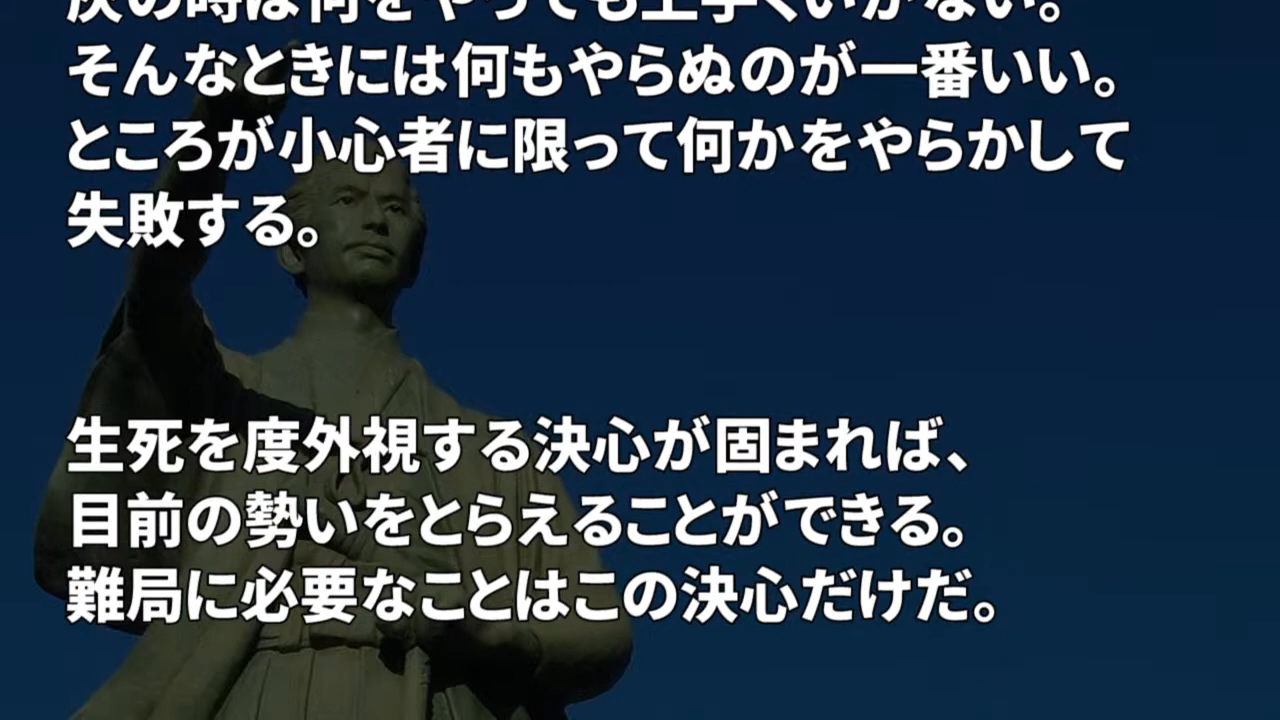 の時は何をやっても上手くいかない。
そんなときには何もやらぬのが一番いい。
ところが小心者に限って何かをやらかして
失敗する。
生死を度外視する決心が固まれば、
目前の勢いをとらえることができる。
難局に必要なことはこの決心だけだ。